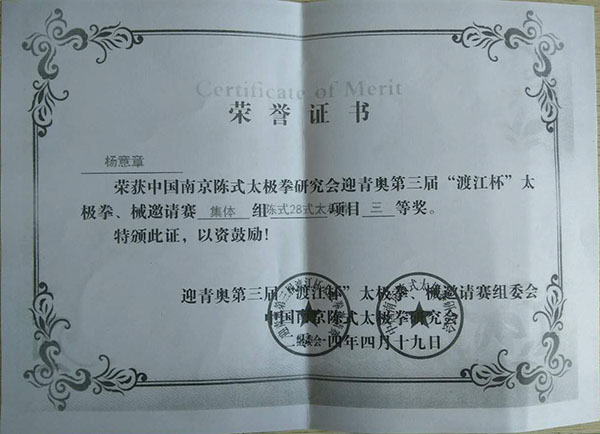 Certificate of Merit
荣誉证书
杨意章
荣获中国南京陈式太极拳研究会迎青奥第三届“渡江杯”太
极拳、械邀请赛 集体 组 陈式28式太 项目 三 等奖。
特颁此证，以资鼓励！
迎青奥第三届“渡江杯”太极拳、械邀请赛组委会
中国南京陈式太极拳研究会
二 四年四月十九日